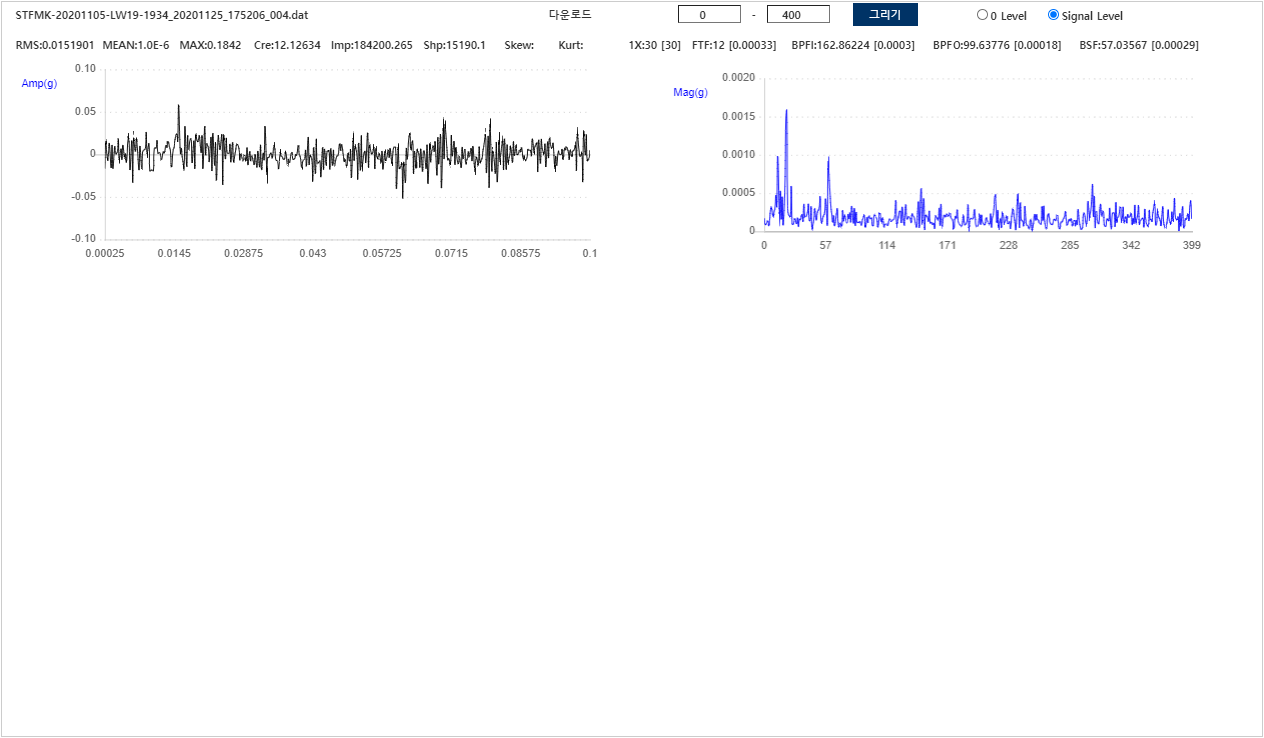 STFMK-20201105-LW19-1934_20201125_175206_004.dat 다운로드 0 - 400 그리기 0 Level Signal Level
RMS:0.0151901 MEAN:1.0E-6 MAX:0.1842 Cre:12.12634 Imp:184200.265 Shp:15190.1 Skew: Kurt: 1X:30 [30] FTF:12 [0.00033] BPFI:162.86224 [0.0003] BPFO:99.63776 [0.00018] BSF:57.03567 [0.00029]
Amp(g)
0.10
0.05
0
-0.05
-0.10
0.00025 0.0145 0.02875 0.043 0.05725 0.0715 0.08575 0.1
Mag(g)
0.0020
0.0015
0.0010
0.0005
0
0 57 114 171 228 285 342 399